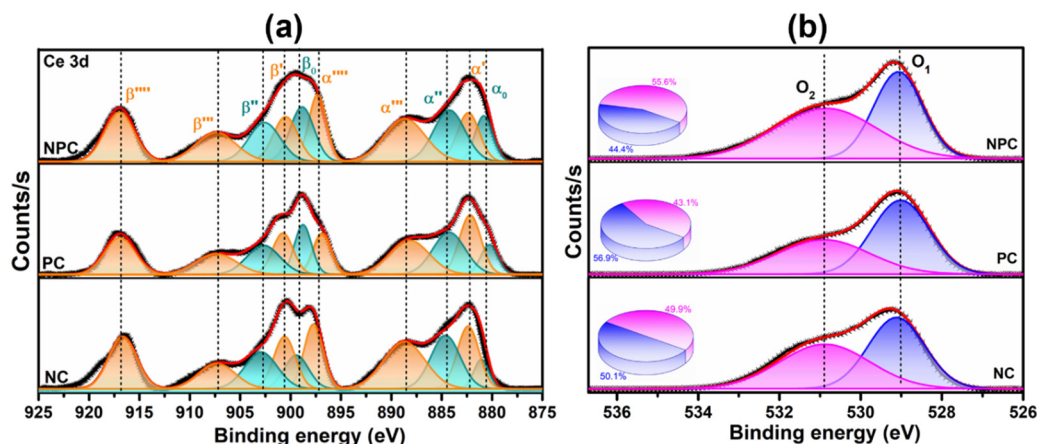 (a)
Ce 3d
β''''
β'''
β''
β'
β₀
α''''
α'''
α''
α'
α₀
NPC
PC
NC
Counts/s
925 920 915 910 905 900 895 890 885 880 875
Binding energy (eV)
(b)
O₂
O₁
55.6%
44.4%
NPC
43.1%
56.9%
PC
49.9%
50.1%
NC
Counts/s
536 534 532 530 528 526
Binding energy (eV)